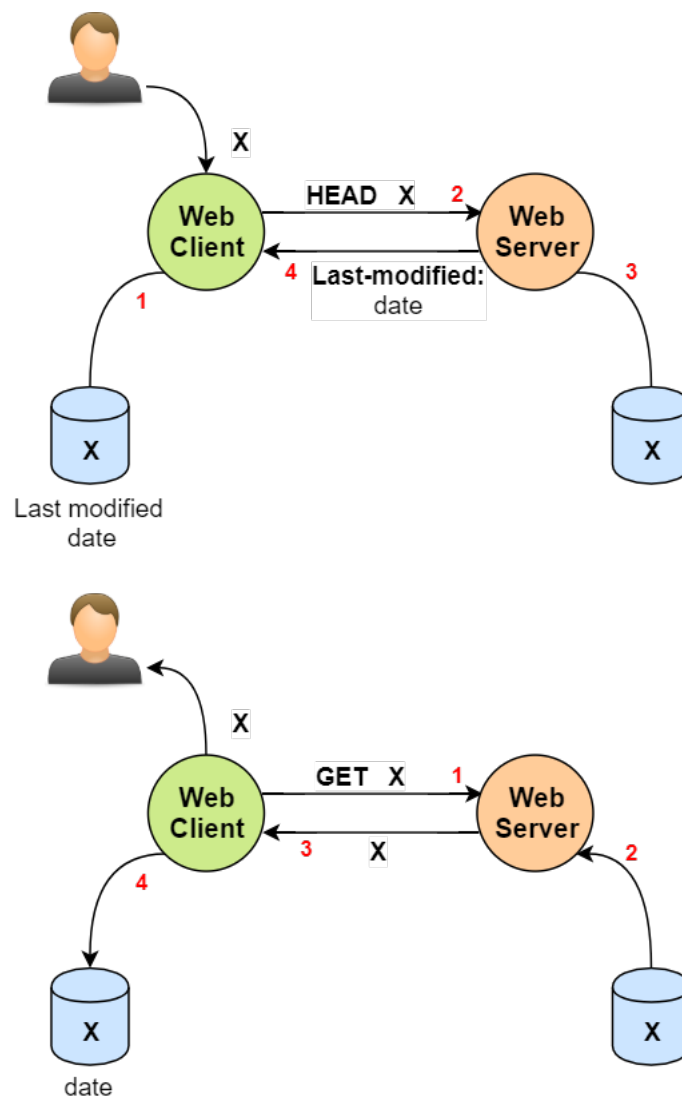 X
HEAD X 2
Web
Client
Web
Server
4
Last-modified:
date
3
1
X
X
Last modified
date
X
GET X 1
Web
Client
Web
Server
3
X
2
4
X
X
date